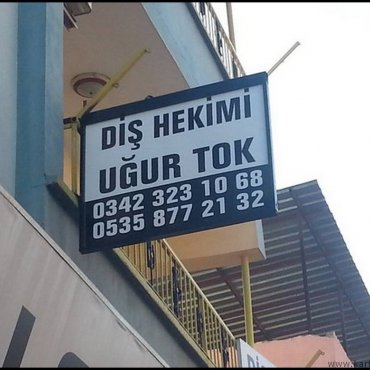 DİŞ HEKİMİ
UĞUR TOK
0342 323 10 68
0535 877 21 32